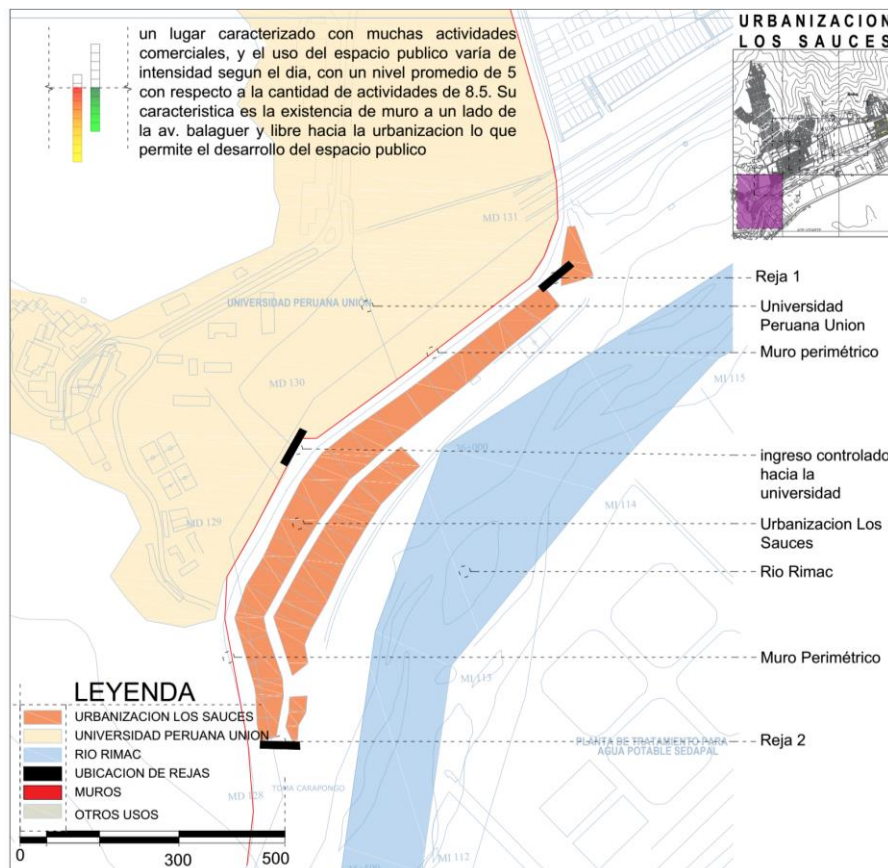 un lugar caracterizado con muchas actividades
comerciales, y el uso del espacio publico varía de
intensidad segun el dia, con un nivel promedio de 5
con respecto a la cantidad de actividades de 8.5. Su
caracteristica es la existencia de muro a un lado de
la av. balaguer y libre hacia la urbanizacion lo que
permite el desarrollo del espacio publico
URBANIZACION
LOS SAUCES
MD 131
Reja 1
UNIVERSIDAD PERUANA UNION
Universidad
Peruana Union
Muro perimétrico
MD 130
MI 115
36+000
ingreso controlado
hacia la
universidad
MI 114
MD 129
Urbanizacion Los
Sauces
Rio Rimac
Muro Perimétrico
MI 113
LEYENDA
URBANIZACION LOS SAUCES
UNIVERSIDAD PERUANA UNION
RIO RIMAC
UBICACION DE REJAS
MUROS
OTROS USOS
Reja 2
PLANTA DE TRATAMIENTO PARA
AGUA POTABLE SEDAPAL
MD 128
TOMA CARAPONGO
MI 112
0 300 500